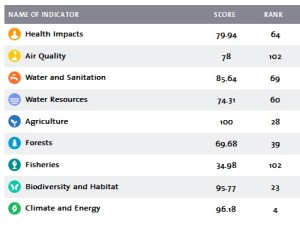 NAME OF INDICATOR SCORE RANK
Health Impacts 79.94 64
Air Quality 78 102
Water and Sanitation 85.64 69
Water Resources 74.31 60
Agriculture 100 28
Forests 69.68 39
Fisheries 34.98 102
Biodiversity and Habitat 95.77 23
Climate and Energy 96.18 4